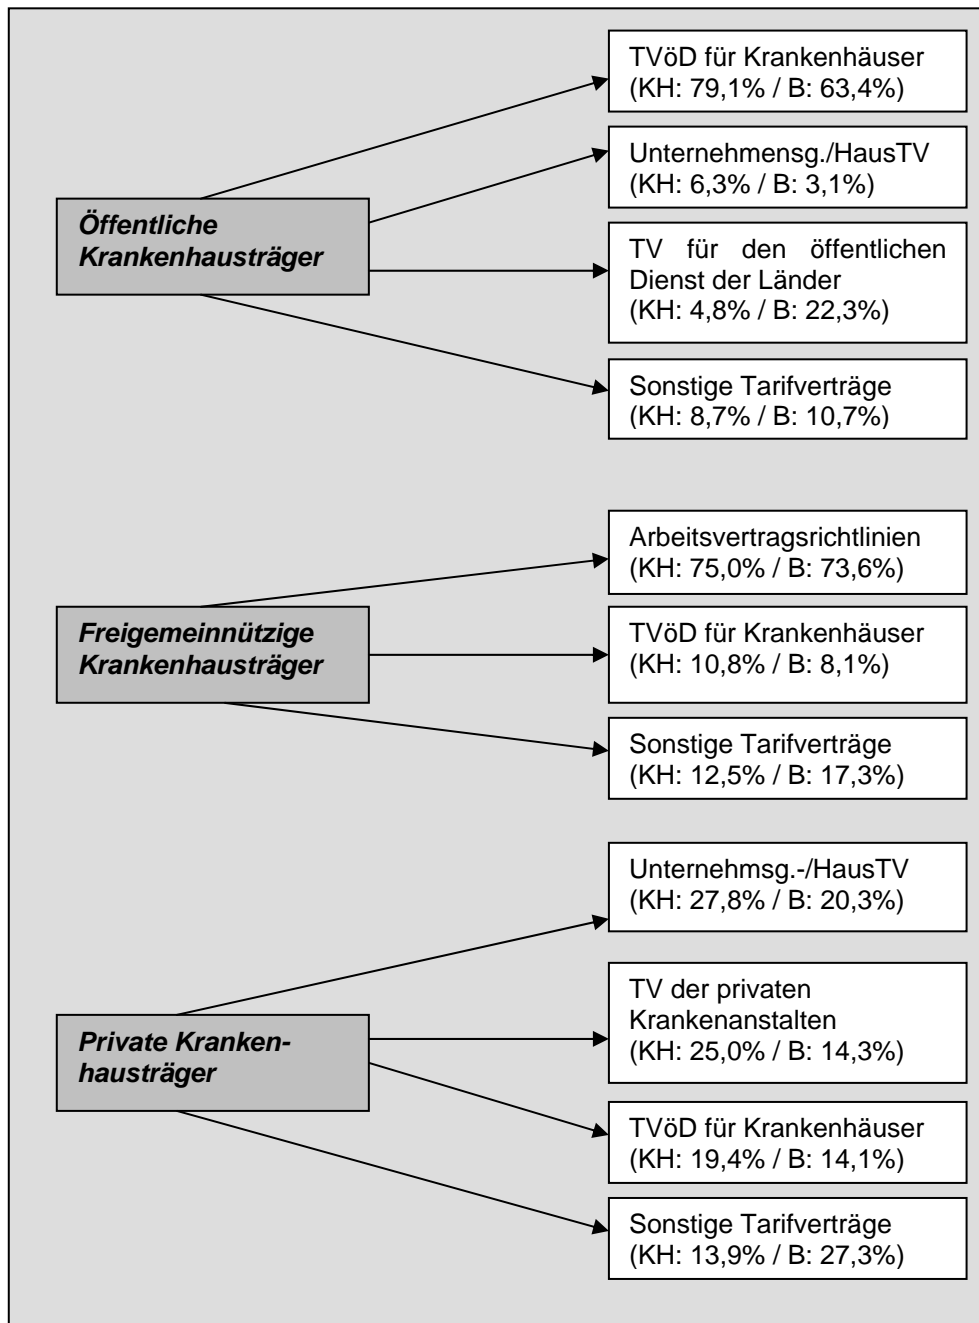 TVöD für Krankenhäuser
(KH: 79,1% / B: 63,4%)
Unternehmensg./HausTV
(KH: 6,3% / B: 3,1%)
Öffentliche
Krankenhausträger
TV für den öffentlichen
Dienst der Länder
(KH: 4,8% / B: 22,3%)
Sonstige Tarifverträge
(KH: 8,7% / B: 10,7%)
Arbeitsvertragsrichtlinien
(KH: 75,0% / B: 73,6%)
Freigemeinnützige
Krankenhausträger
TVöD für Krankenhäuser
(KH: 10,8% / B: 8,1%)
Sonstige Tarifverträge
(KH: 12,5% / B: 17,3%)
Unternehmsg.-/HausTV
(KH: 27,8% / B: 20,3%)
TV der privaten
Krankenanstalten
(KH: 25,0% / B: 14,3%)
Private Kranken-
hausträger
TVöD für Krankenhäuser
(KH: 19,4% / B: 14,1%)
Sonstige Tarifverträge
(KH: 13,9% / B: 27,3%)